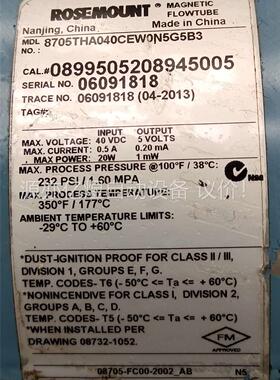 ROSEMOUNT® MAGNETIC FLOWTUBE
Nanjing, China Made in China
MDL NO.: 8705THA040CEW0N5G5B3
CAL.# 0899505208945005
SERIAL NO. 06091818
TRACE NO. 06091818 (04-2013)
TAG#:
INPUT OUTPUT
MAX. VOLTAGE: 40 VDC 5 VOLTS
MAX. CURRENT: 0.5 A 0.20 mA
MAX. POWER: 20W 1mW
MAX. PROCESS PRESSURE @100°F / 38°C:
232 PSI / 1.60 MPA
MAX. PROCESS TEMPERATURE:
350°F / 177°C
AMBIENT TEMPERATURE LIMITS:
-29°C TO +60°C
*DUST-IGNITION PROOF FOR CLASS II / III,
DIVISION 1, GROUPS E, F, G.
TEMP. CODES- T6 (- 50°C <= Ta <= + 60°C)
*NONINCENDIVE FOR CLASS I, DIVISION 2,
GROUPS A, B, C, D.
TEMP. CODES- T4 (- 50°C <= Ta <= + 60°C)
*WHEN INSTALLED PER
DRAWING 08732-1052.
FM
APPROVED
08705-FC00-2002_AB N5